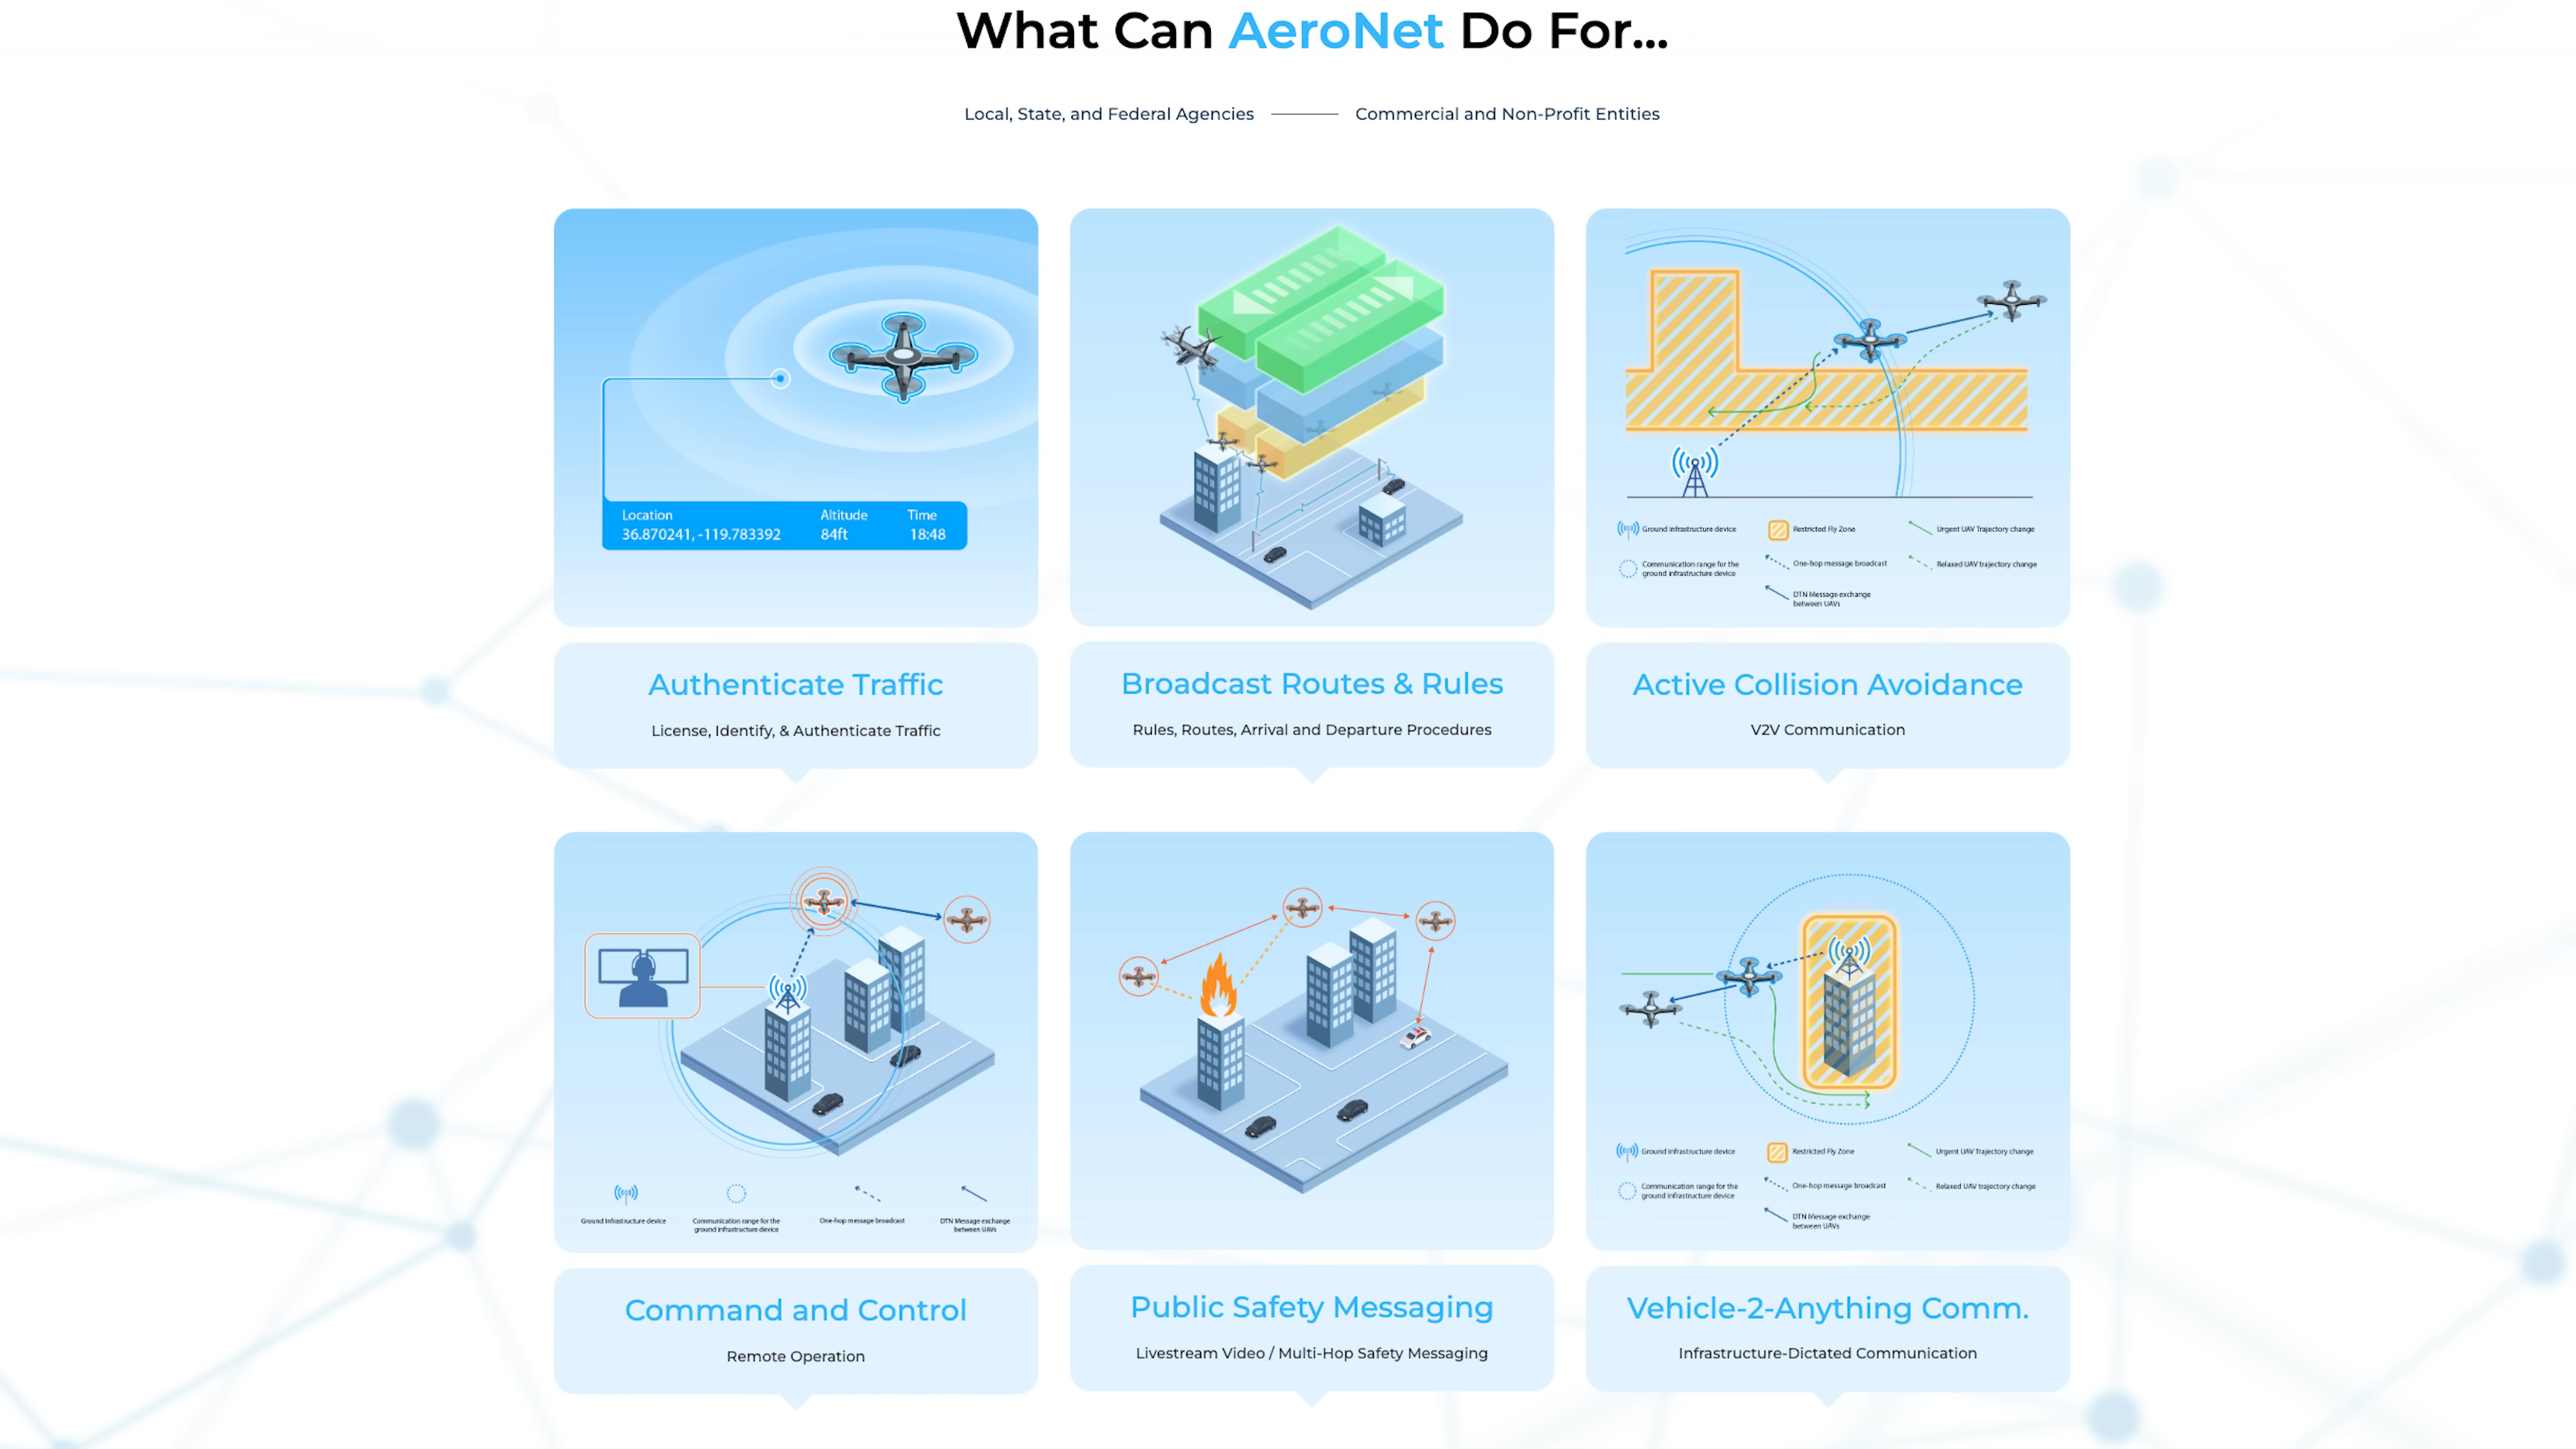 What Can AeroNet Do For...
Local, State, and Federal Agencies
Commercial and Non-Profit Entities
Location
36.870241, -119.783392
Altitude
84ft
Time
18:48
Ground infrastructure device
Restricted Fly Zone
Urgent UAV Trajectory change
Communication range for the
ground infrastructure device
One-hop message broadcast
Relaxed UAV trajectory change
DTN Message exchange
between UAVs
Authenticate Traffic
License, Identify, & Authenticate Traffic
Broadcast Routes & Rules
Rules, Routes, Arrival and Departure Procedures
Active Collision Avoidance
V2V Communication
Ground infrastructure device
Communication range for the
ground infrastructure device
One-hop message broadcast
DTN Message exchange
between UAVs
Ground infrastructure device
Restricted Fly Zone
Urgent UAV Trajectory change
Communication range for the
ground infrastructure device
One-hop message broadcast
Relaxed UAV trajectory change
DTN Message exchange
between UAVs
Command and Control
Remote Operation
Public Safety Messaging
Livestream Video / Multi-Hop Safety Messaging
Vehicle-2-Anything Comm.
Infrastructure-Dictated Communication